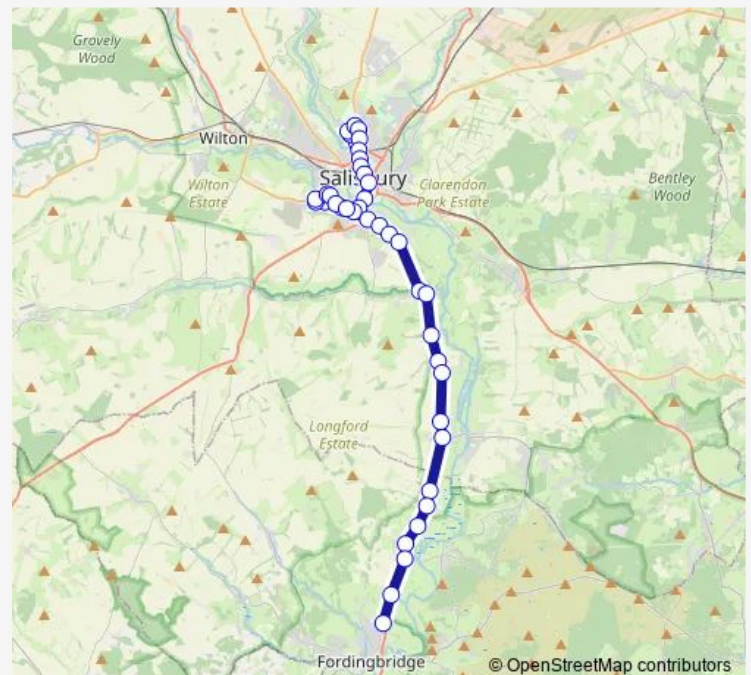 Grovely
Wood
Wilton
Salisbury
Wilton
Estate
Clarendon
Park Estate
Bentley
Wood
Longford
Estate
Fordingbridge
© OpenStreetMap contributors